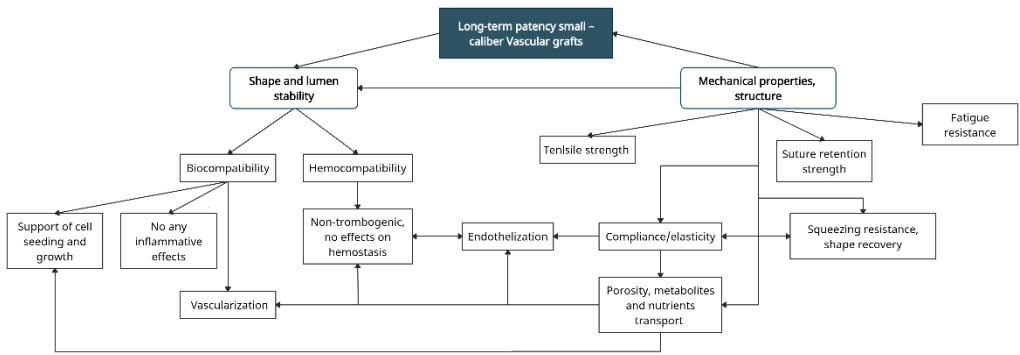 Long-term patency small –
caliber Vascular grafts
Shape and lumen
stability
Mechanical properties,
structure
Fatigue
resistance
Tenlsile strength
Suture retention
strength
Biocompatibility
Hemocompatibility
Support of cell
seeding and
growth
No any
inflammative
effects
Non-trombogenic,
no effects on
hemostasis
Endothelization
Compliance/elasticity
Squeezing resistance,
shape recovery
Vascularization
Porosity, metabolites
and nutrients
transport